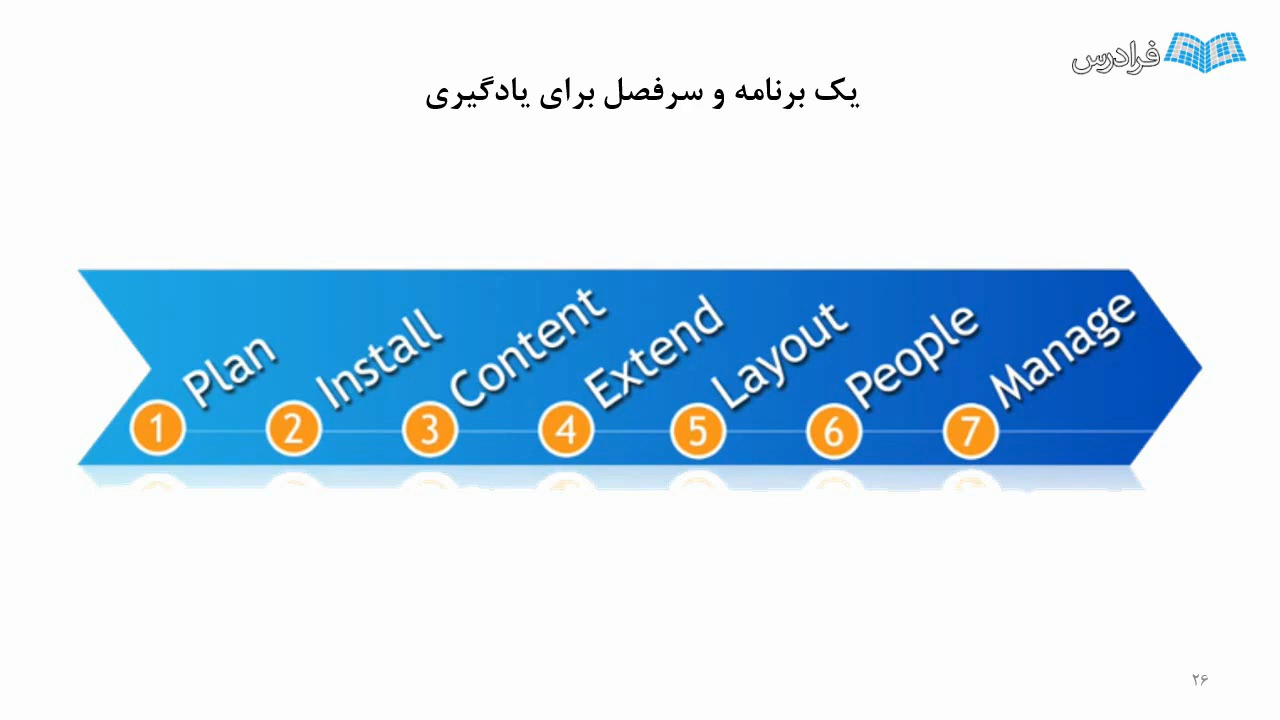 فرادرس
یک برنامه و سرفصل برای یادگیری
1 Plan
2 Install
3 Content
4 Extend
5 Layout
6 People
7 Manage
۲۶